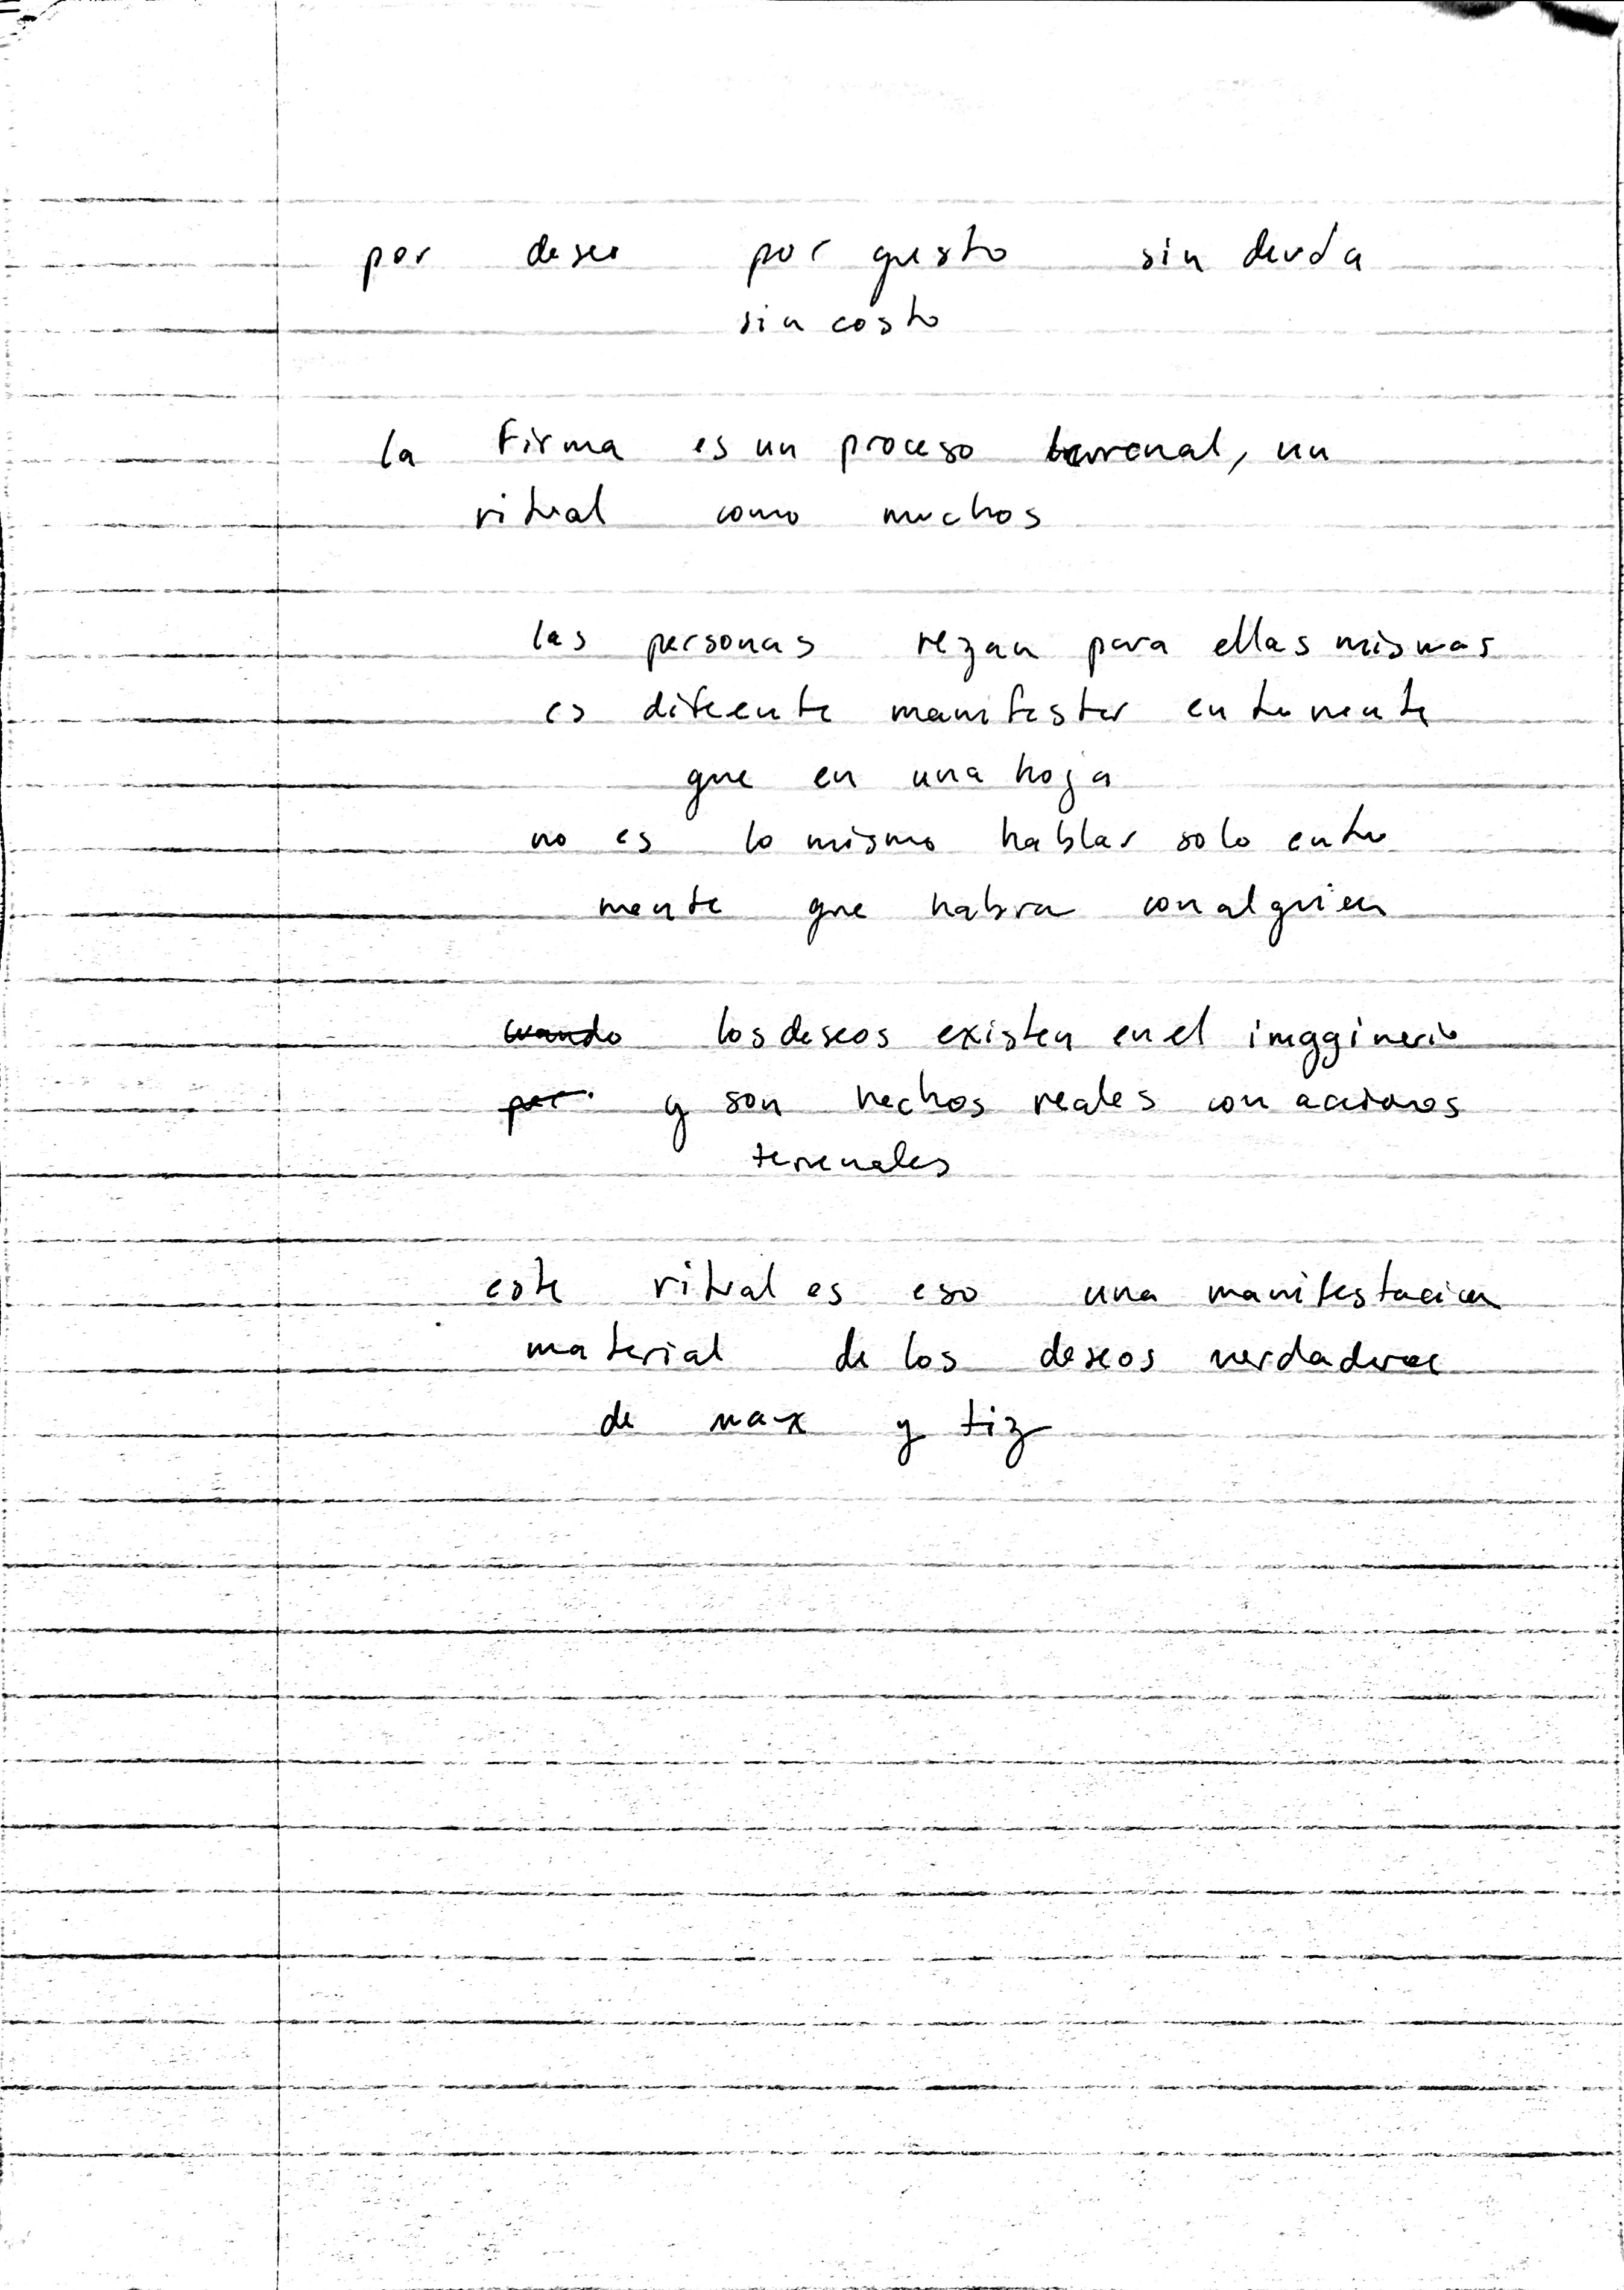 por deseo por gusto sin deuda
sin costo
la firma es un proceso terrenal, un
ritual como muchos
las personas rezan para ellas mismas
es difeente manifestar en tu mente
que en una hoja
no es lo mismo hablar solo en tu
mente que con alguien
cuando los deseos existen en el imagginerio
por y son hechos reales con acciones
terrenales
este ritual es eso una manifestacion
material de los deseos verdaderos
de max y tiz